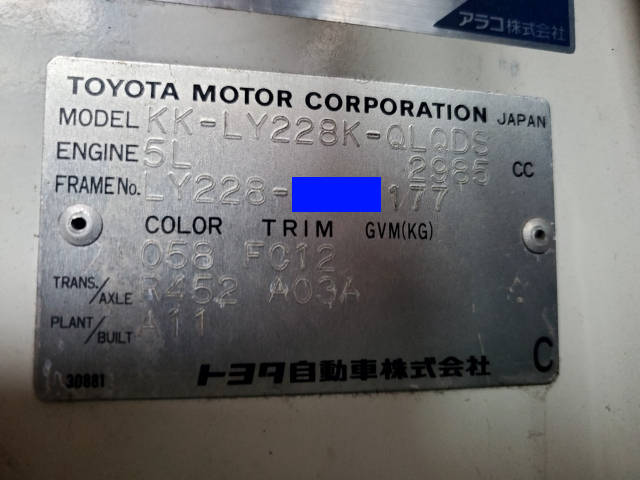 アラコ株式会社
TOYOTA MOTOR CORPORATION JAPAN
MODEL KK-LY228K-QLQDS
ENGINE 5L 2985 CC
FRAME No. LY228- 177
COLOR TRIM GVM(KG)
058 FC12
TRANS./AXLE R452 A03A
PLANT/BUILT A11
30881 トヨタ自動車株式会社 C